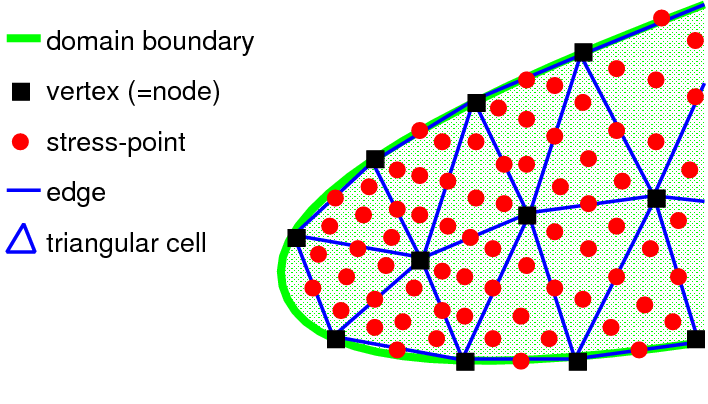 domain boundary
vertex (=node)
stress-point
edge
triangular cell